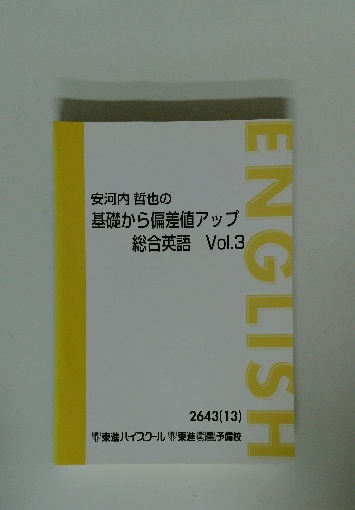 安河内 哲也の
基礎から偏差値アップ
総合英語 Vol.3
ENGLISH
2643(13)
東進ハイスクール 東進衛星予備校